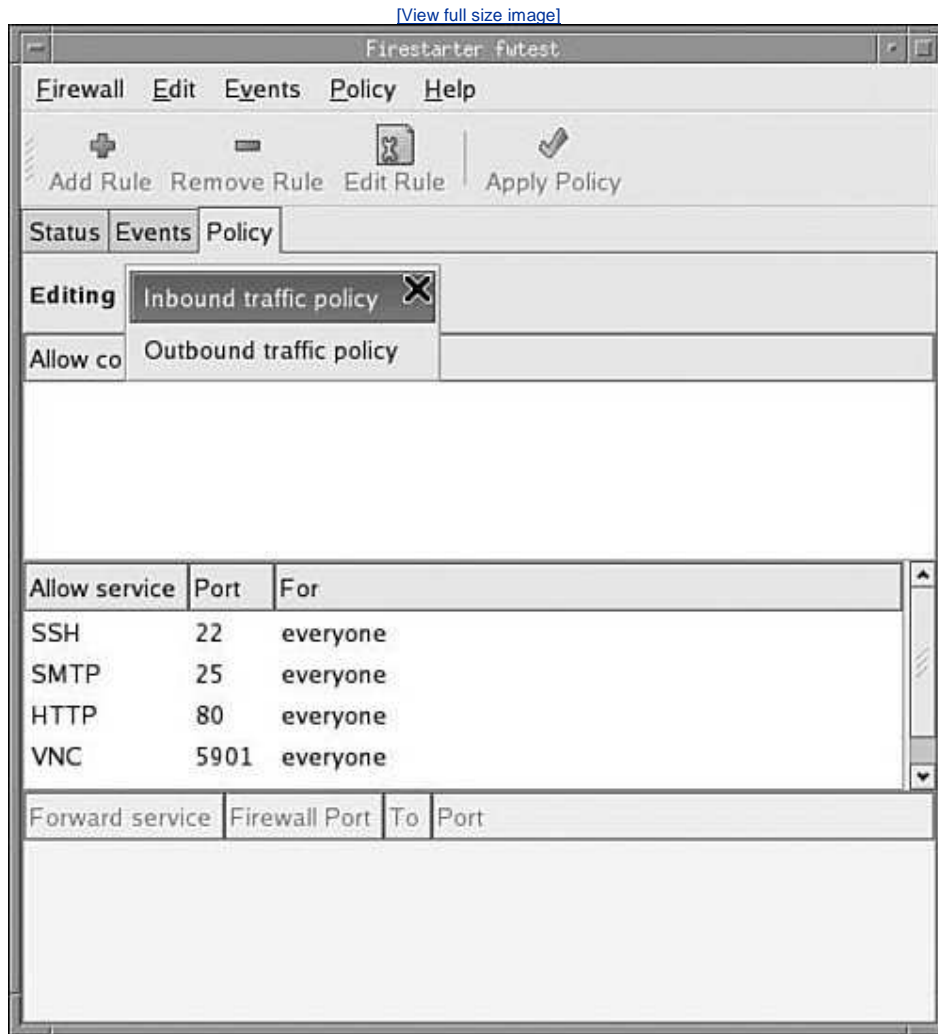 [View full size image]
Firestarter fwtest
Firewall Edit Events Policy Help
Add Rule Remove Rule Edit Rule Apply Policy
Status Events Policy
Editing Inbound traffic policy
Outbound traffic policy
Allow co
Allow service Port For
SSH 22 everyone
SMTP 25 everyone
HTTP 80 everyone
VNC 5901 everyone
Forward service Firewall Port To Port